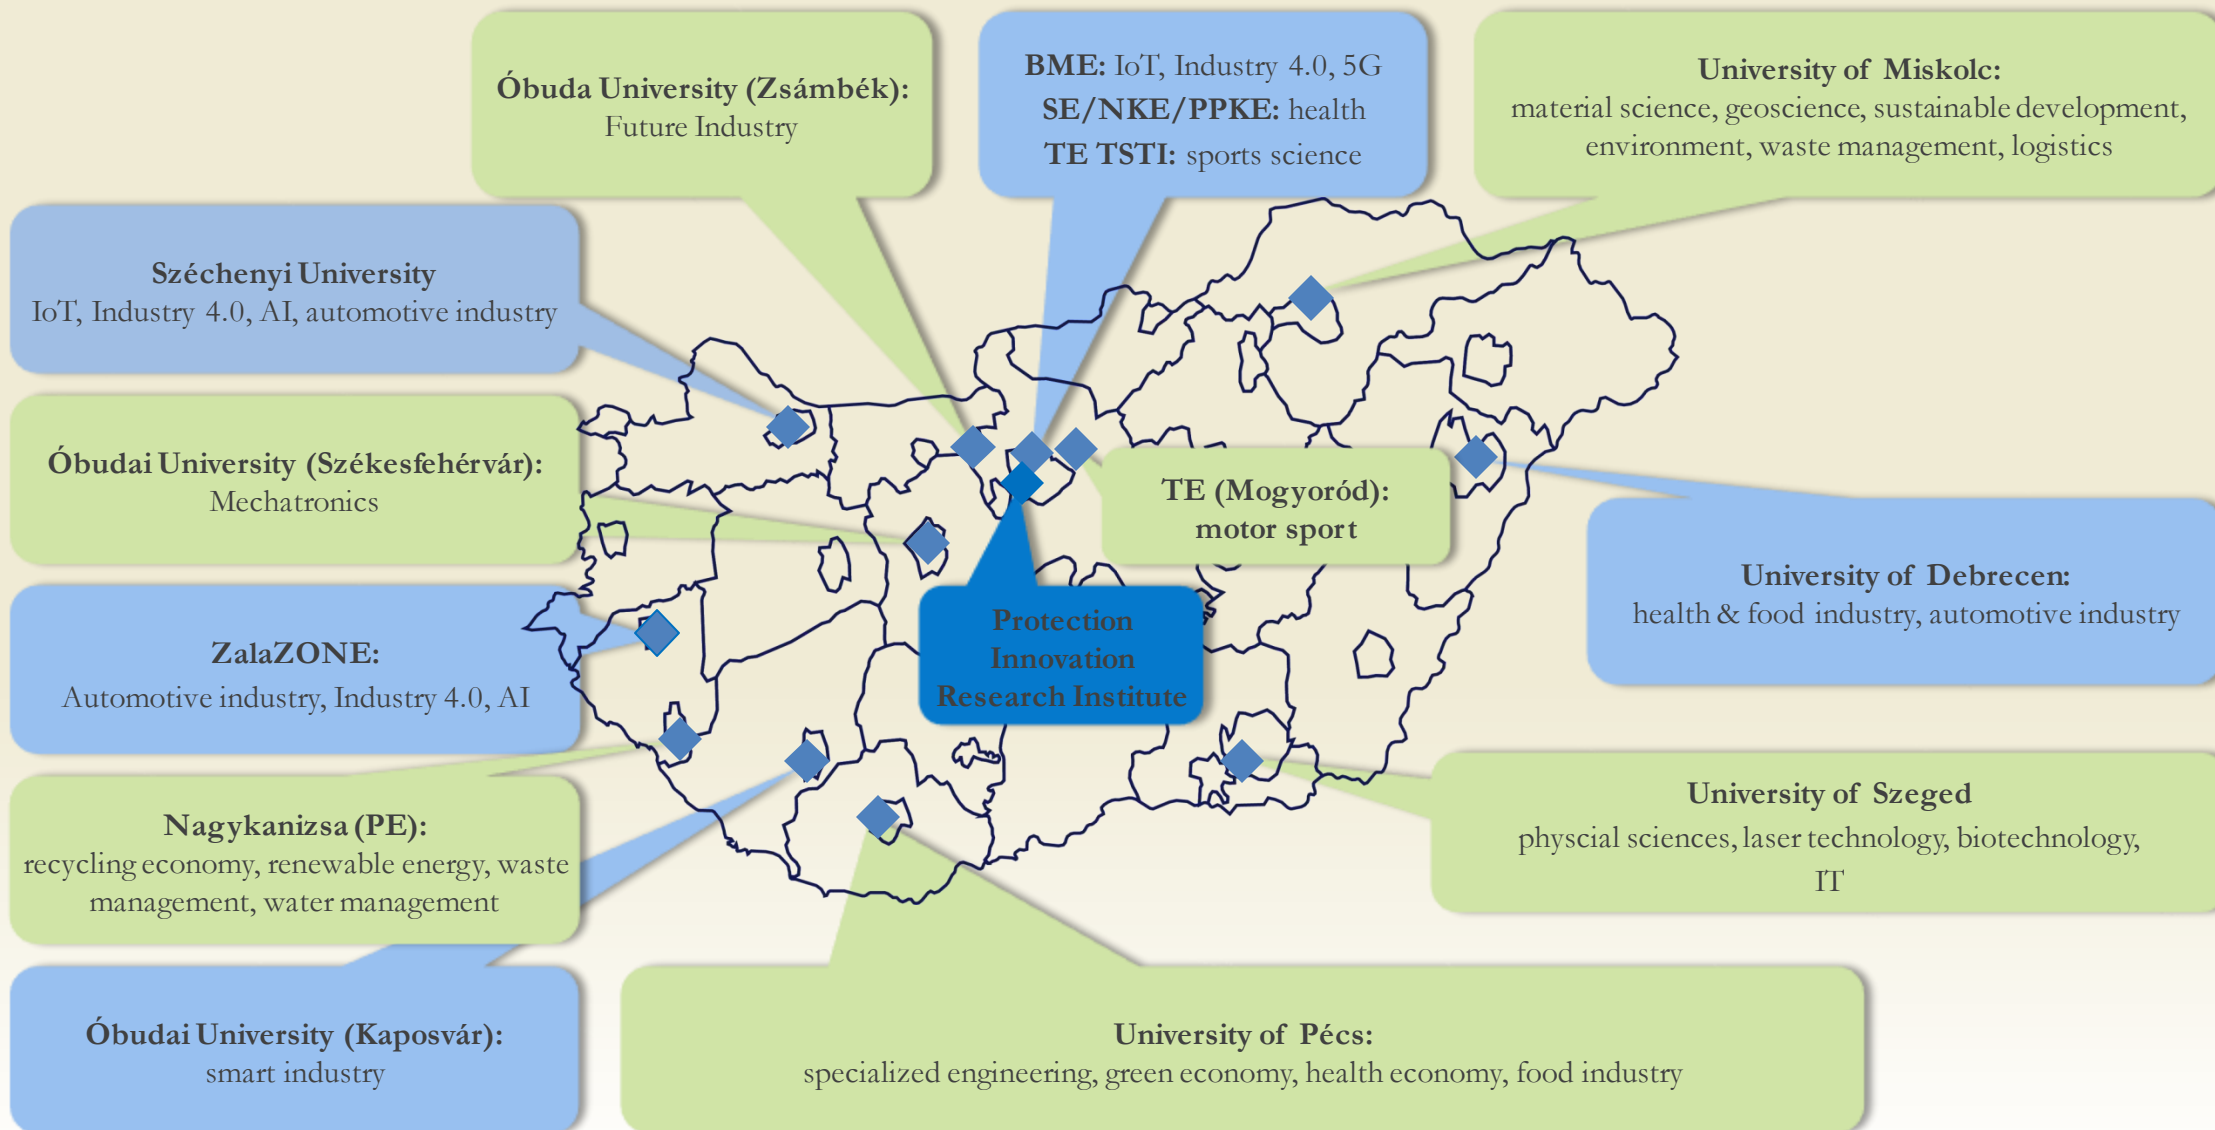 Óbuda University (Zsámbék):
Future Industry
BME: IoT, Industry 4.0, 5G
SE/NKE/PPKE: health
TE TSTI: sports science
University of Miskolc:
material science, geoscience, sustainable development,
environment, waste management, logistics
Széchenyi University
IoT, Industry 4.0, AI, automotive industry
Óbudai University (Székesfehérvár):
Mechatronics
TE (Mogyoród):
motor sport
University of Debrecen:
health & food industry, automotive industry
Protection
Innovation
Research Institute
ZalaZONE:
Automotive industry, Industry 4.0, AI
Nagykanizsa (PE):
recycling economy, renewable energy, waste
management, water management
University of Szeged
physcial sciences, laser technology, biotechnology,
IT
Óbudai University (Kaposvár):
smart industry
University of Pécs:
specialized engineering, green economy, health economy, food industry